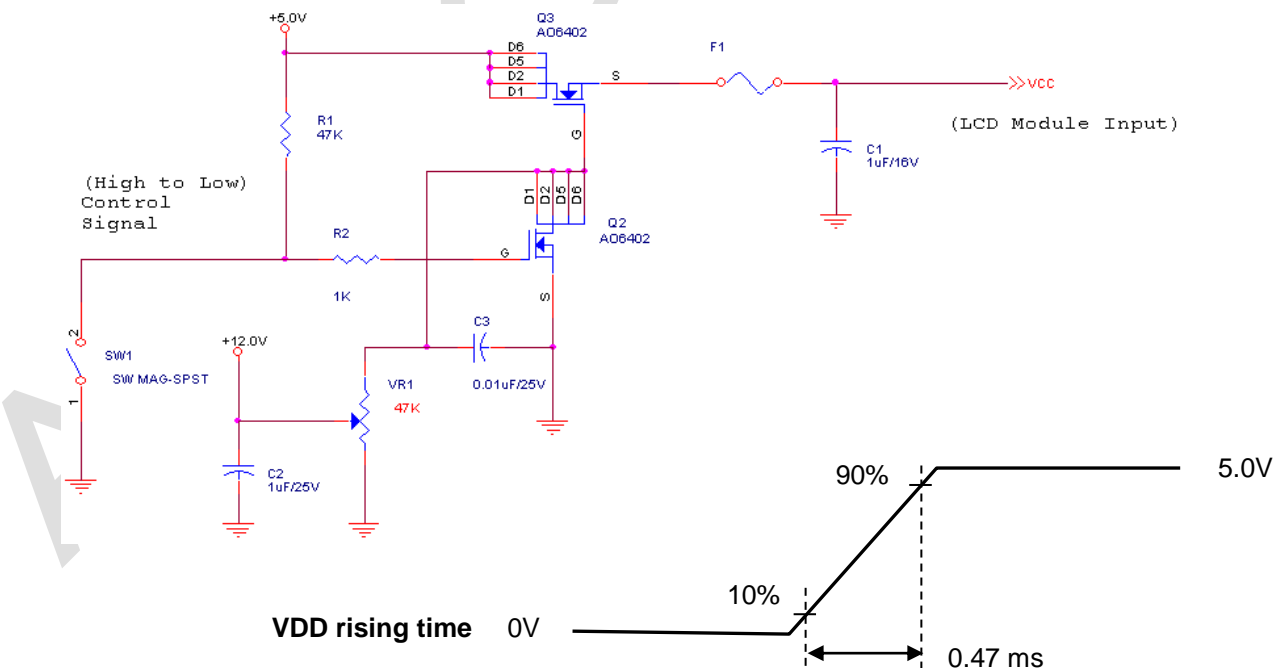 +5.0V
Q3
AO6402
D6
D5
D2
D1
S
G
F1
VCC
(LCD Module Input)
R1
47K
C1
1uF/16V
(High to Low)
Control
Signal
D1
D2
D5
D6
Q2
AO6402
R2
G
1K
S
C3
0.01uF/25V
2
SW1
SW MAG-SPST
1
+12.0V
VR1
47K
C2
1uF/25V
90%
5.0V
10%
VDD rising time 0V
0.47 ms